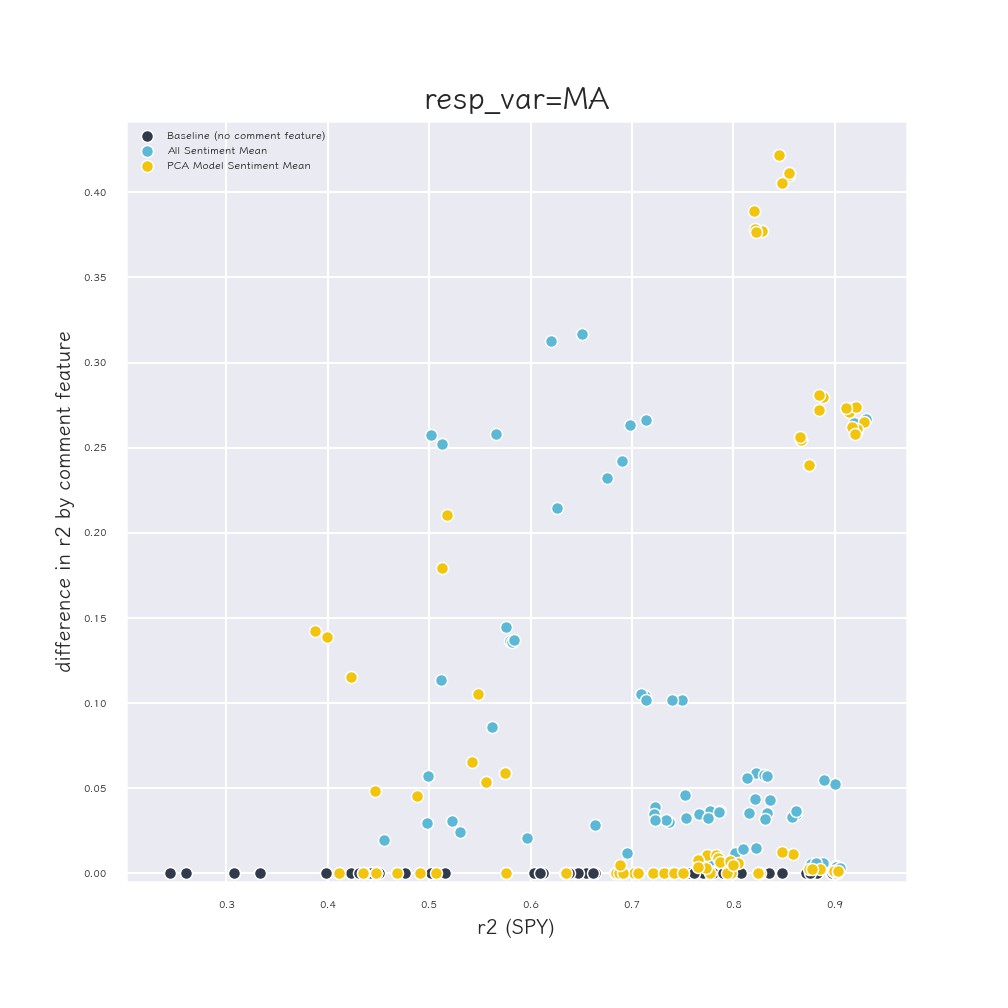 resp_var=MA
Baseline (no comment feature)
All Sentiment Mean
PCA Model Sentiment Mean
0.40
0.35
0.30
0.25
0.20
0.15
0.10
0.05
0.00
difference in r2 by comment feature
0.3 0.4 0.5 0.6 0.7 0.8 0.9
r2 (SPY)